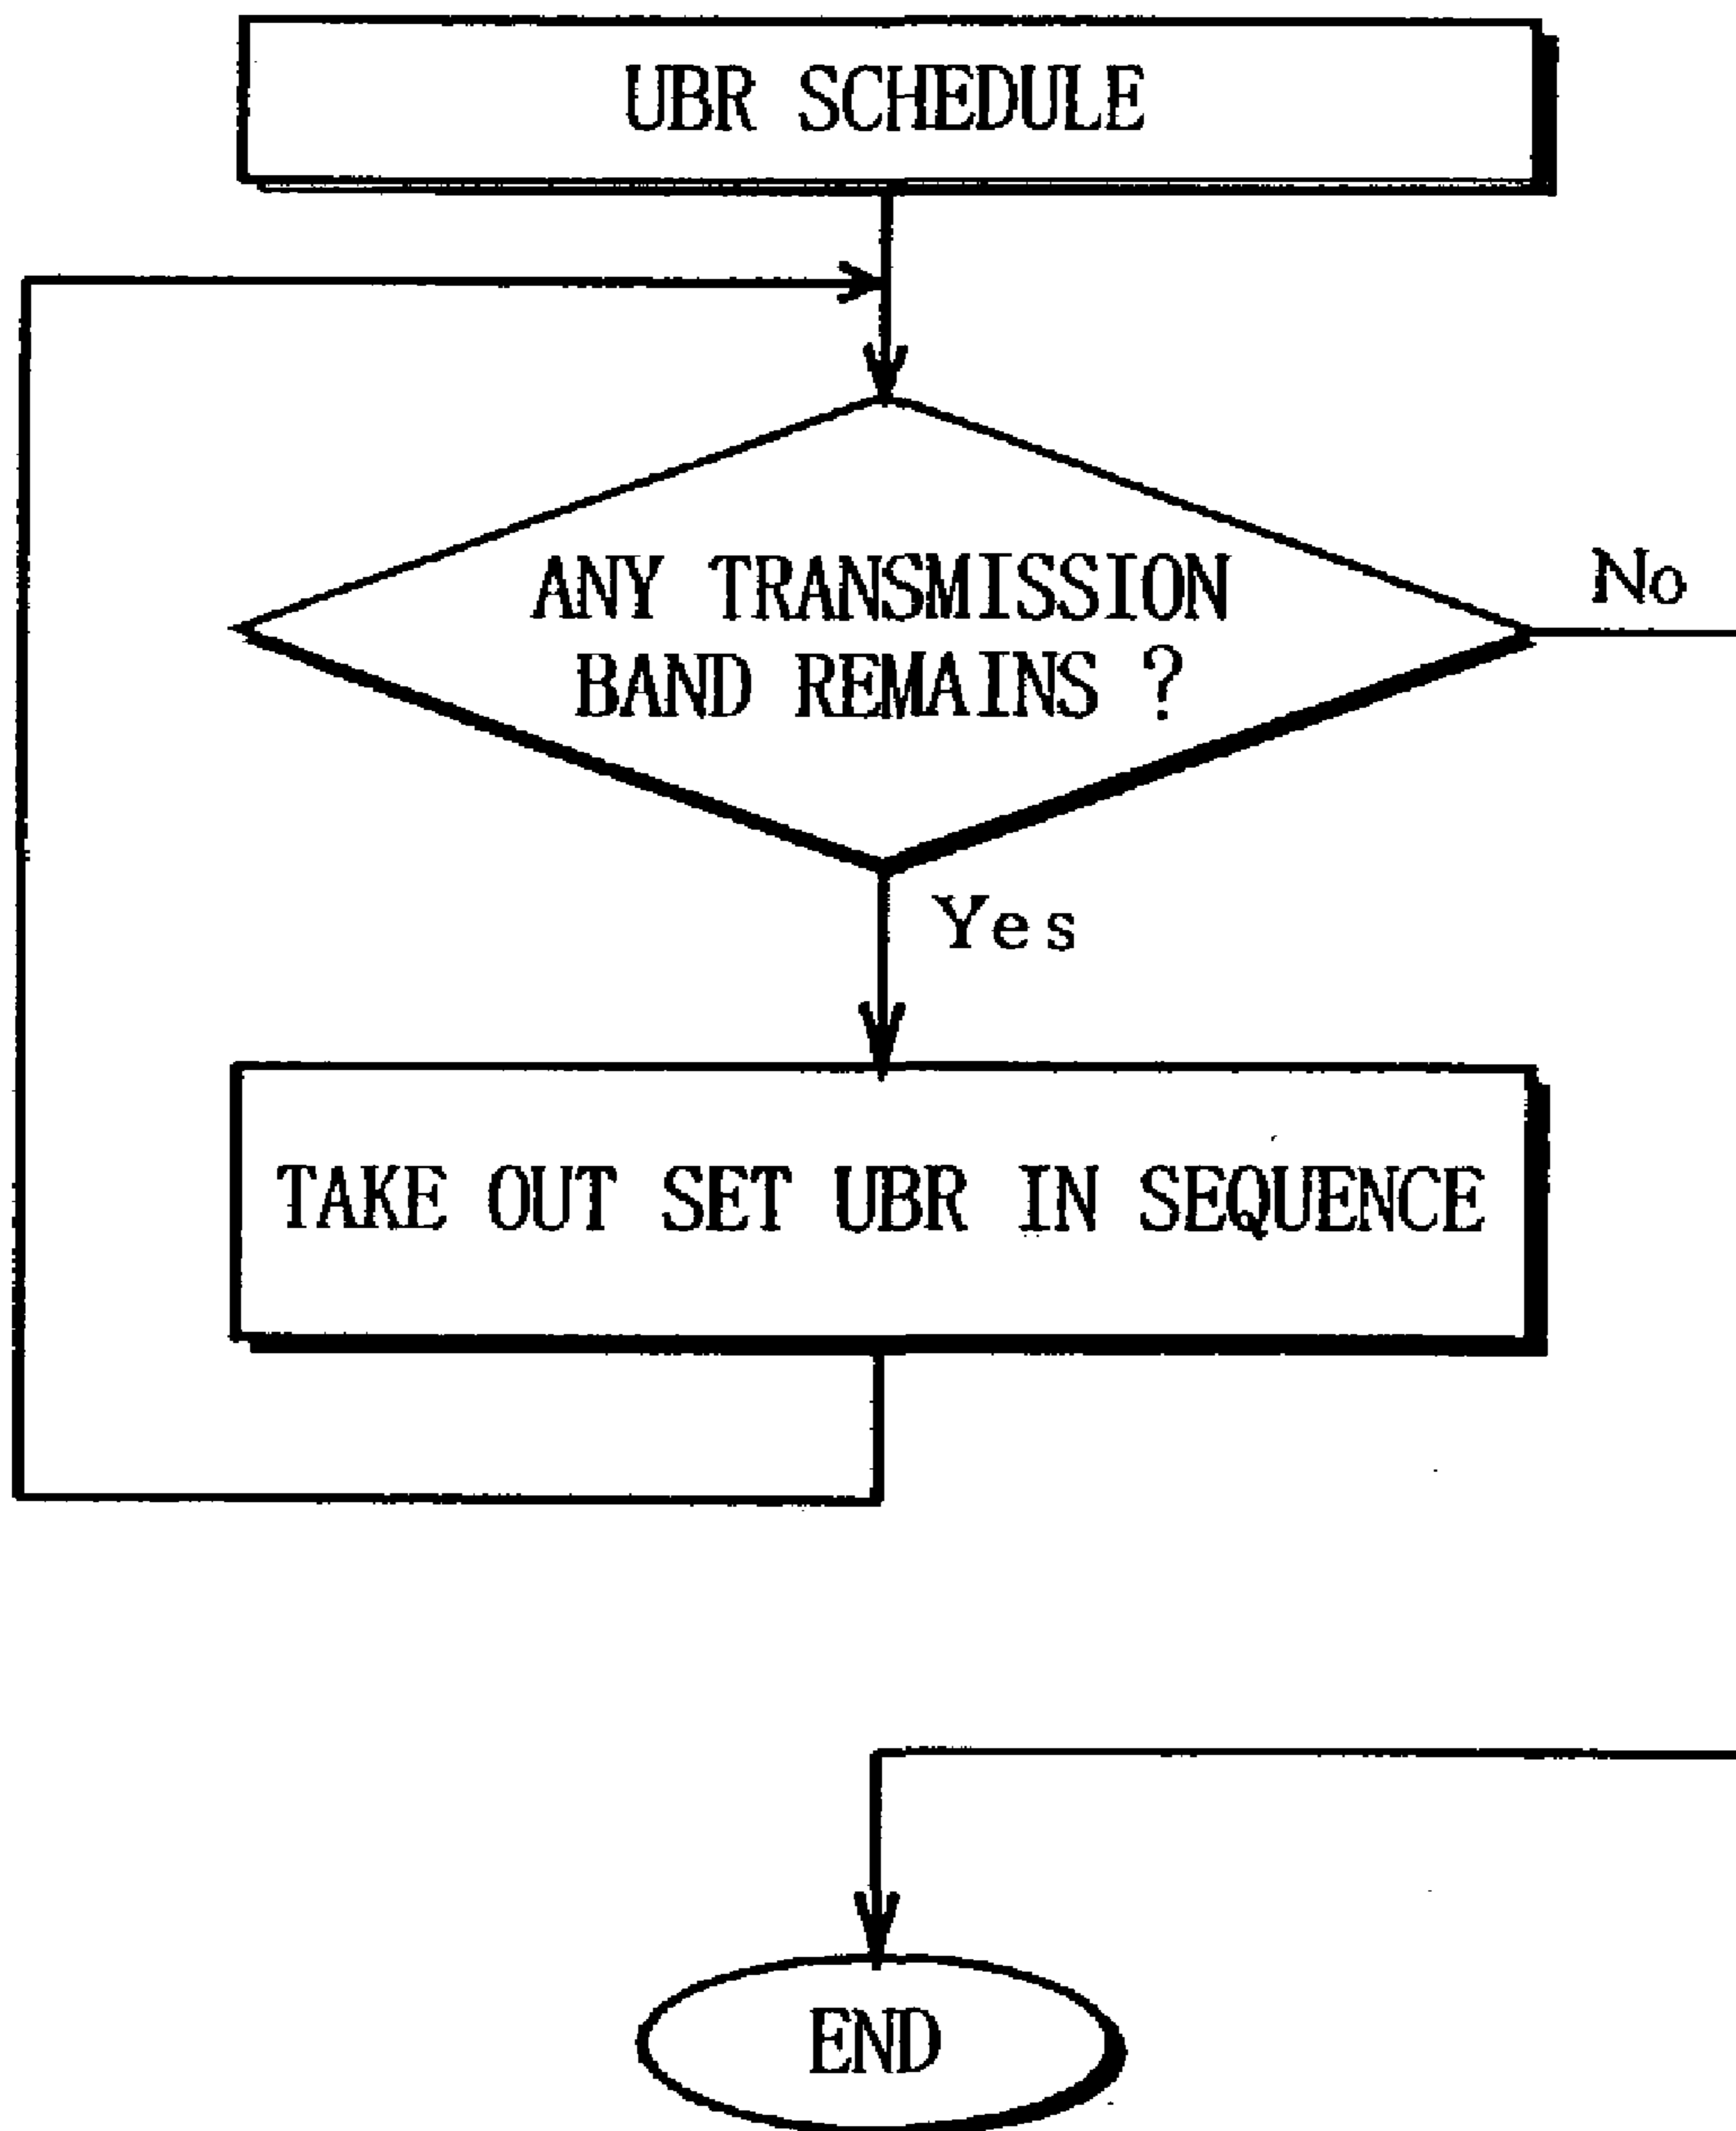 UBR SCHEDULE
ANY TRANSMISSION
BAND REMAINS ?
No
Yes
TAKE OUT SET UBR IN SEQUENCE
END